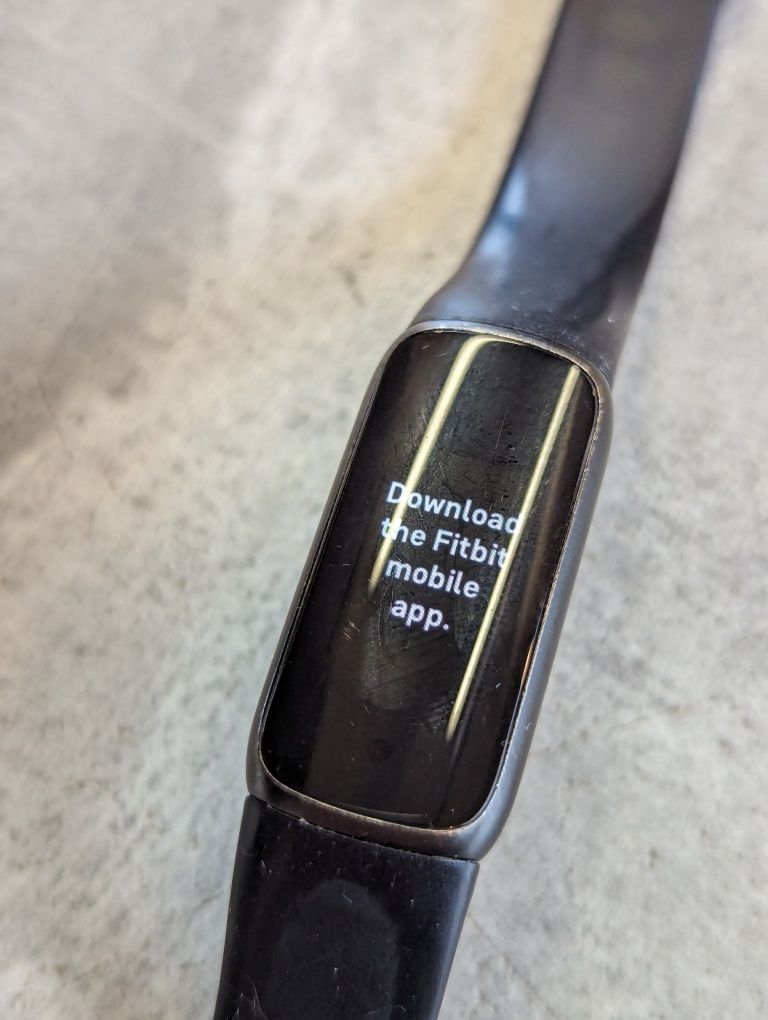 Download
the Fitbit
mobile
app.